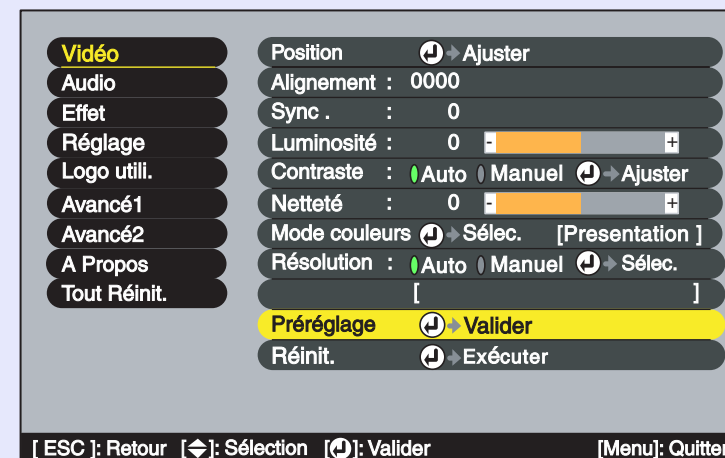 Vidéo
Audio
Effet
Réglage
Logo utili.
Avancé1
Avancé2
A Propos
Tout Réinit.
Position Ajuster
Alignement : 0000
Sync . : 0
Luminosité : 0 - +
Contraste : Auto Manuel Ajuster
Netteté : 0 - +
Mode couleurs Sélec. [Presentation ]
Résolution : Auto Manuel Sélec.
[ ]
Préréglage Valider
Réinit. Exécuter
[ ESC ]: Retour [ ]: Sélection [ ]: Valider [Menu]: Quitter